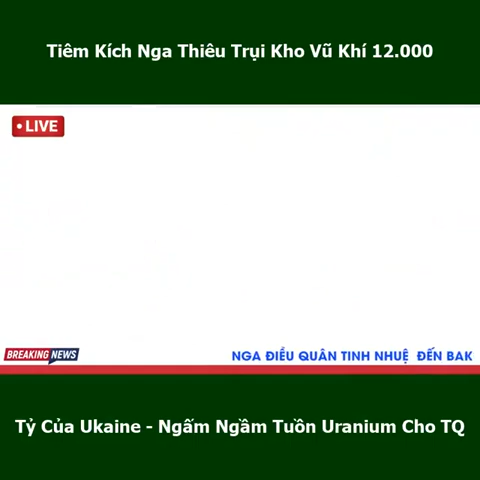 Tiêm Kích Nga Thiêu Trụi Kho Vũ Khí 12.000
LIVE
BREAKING NEWS
NGA ĐIỀU QUÂN TINH NHUỆ ĐẾN BAK
Tỷ Của Ukaine - Ngấm Ngầm Tuồn Uranium Cho TQ